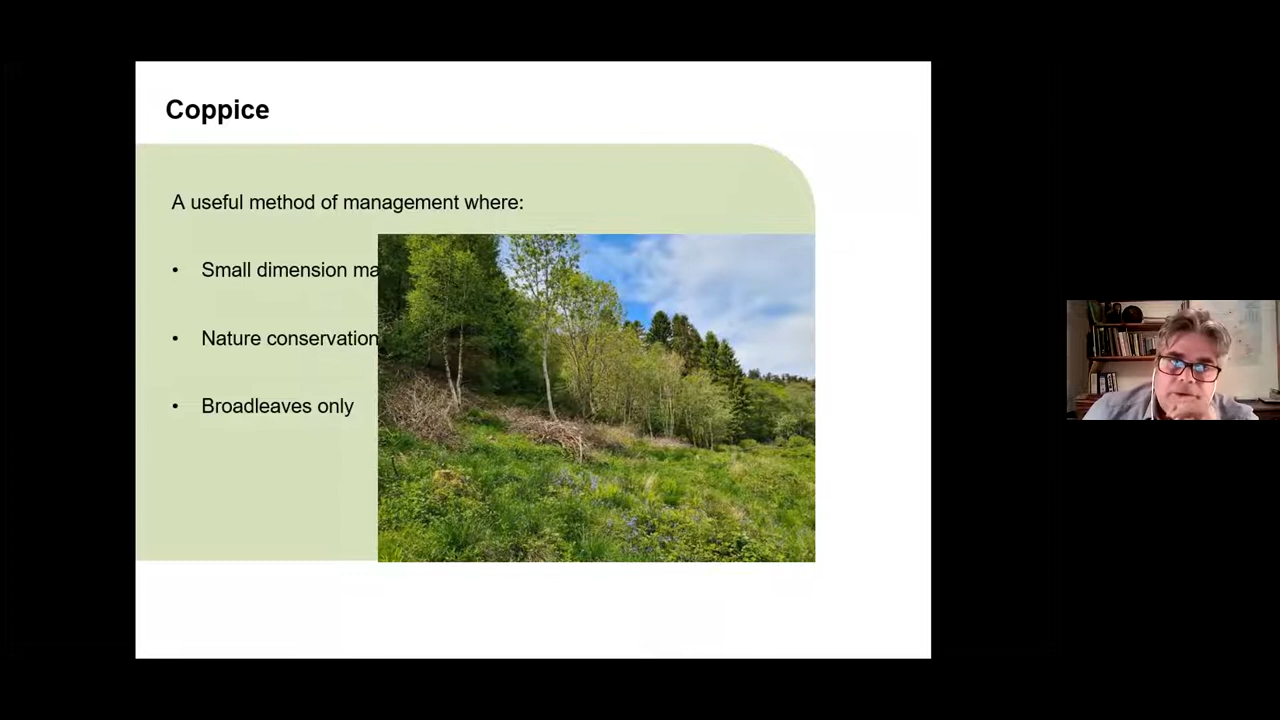 Coppice
A useful method of management where:
• Small dimension ma
• Nature conservation
• Broadleaves only